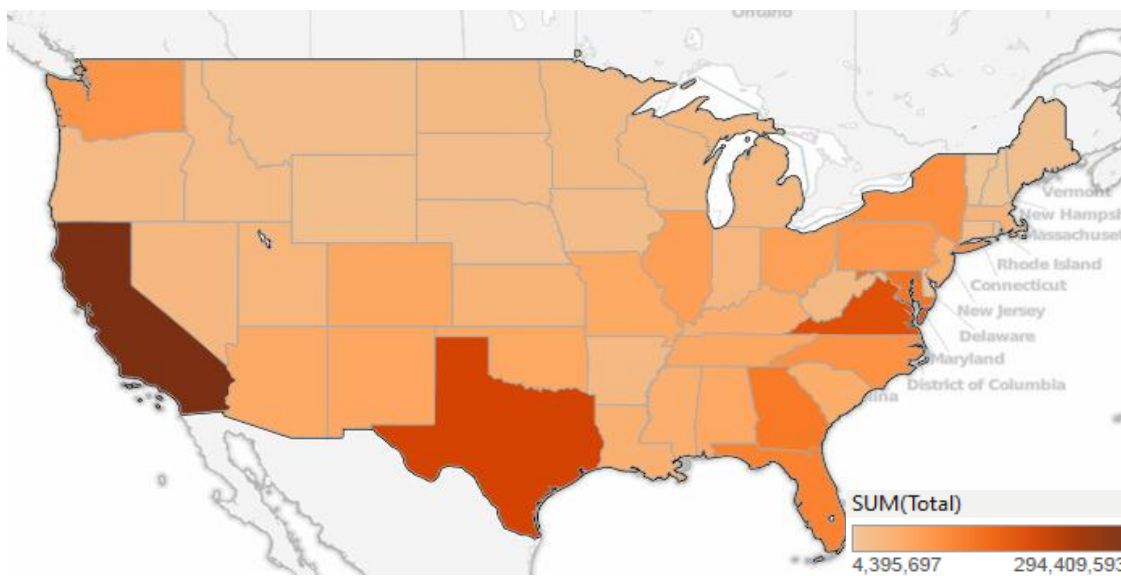 Ontario
Vermont
New Hampsh
Massachuset
Rhode Island
Connecticut
New Jersey
Delaware
Maryland
District of Columbia
lina
SUM(Total)
4,395,697 294,409,593